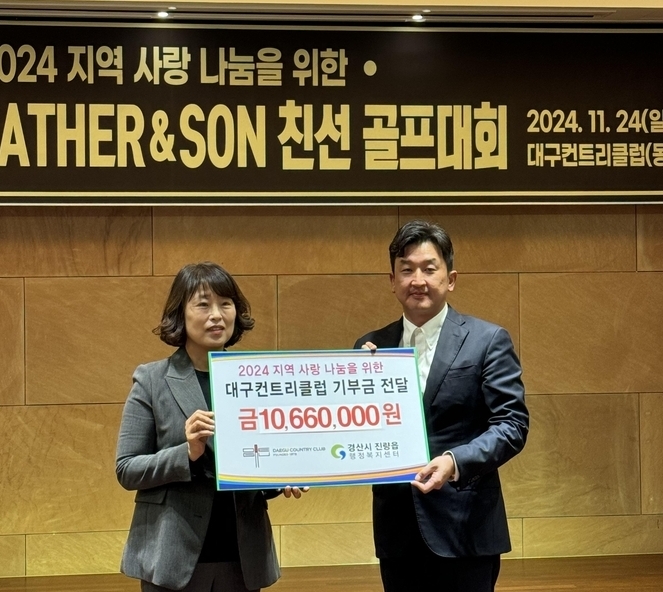 024 지역 사랑 나눔을 위한 •
ATHER&SON 친선 골프대회
2024. 11. 24(일
대구컨트리클럽(동
2024 지역 사랑 나눔을 위한
대구컨트리클럽 기부금 전달
금10,660,000원
DAEGU COUNTRY CLUB
경산시 진량읍
행정복지센터